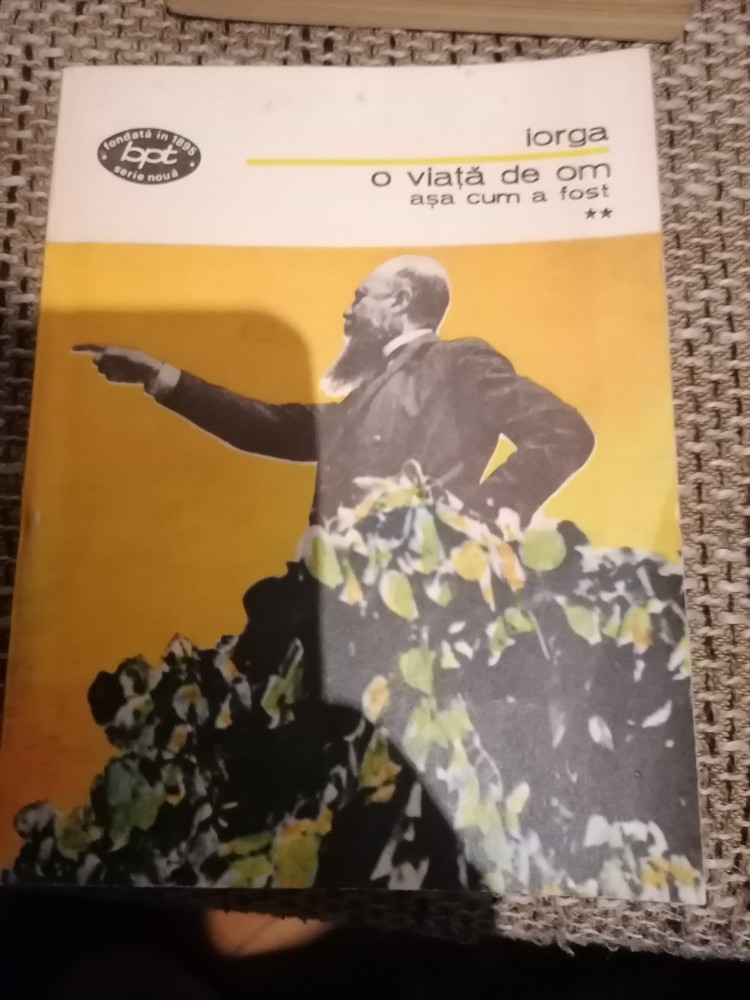 fondată în 1895
bpt
serie nouă
iorga
o viață de om
așa cum a fost
**